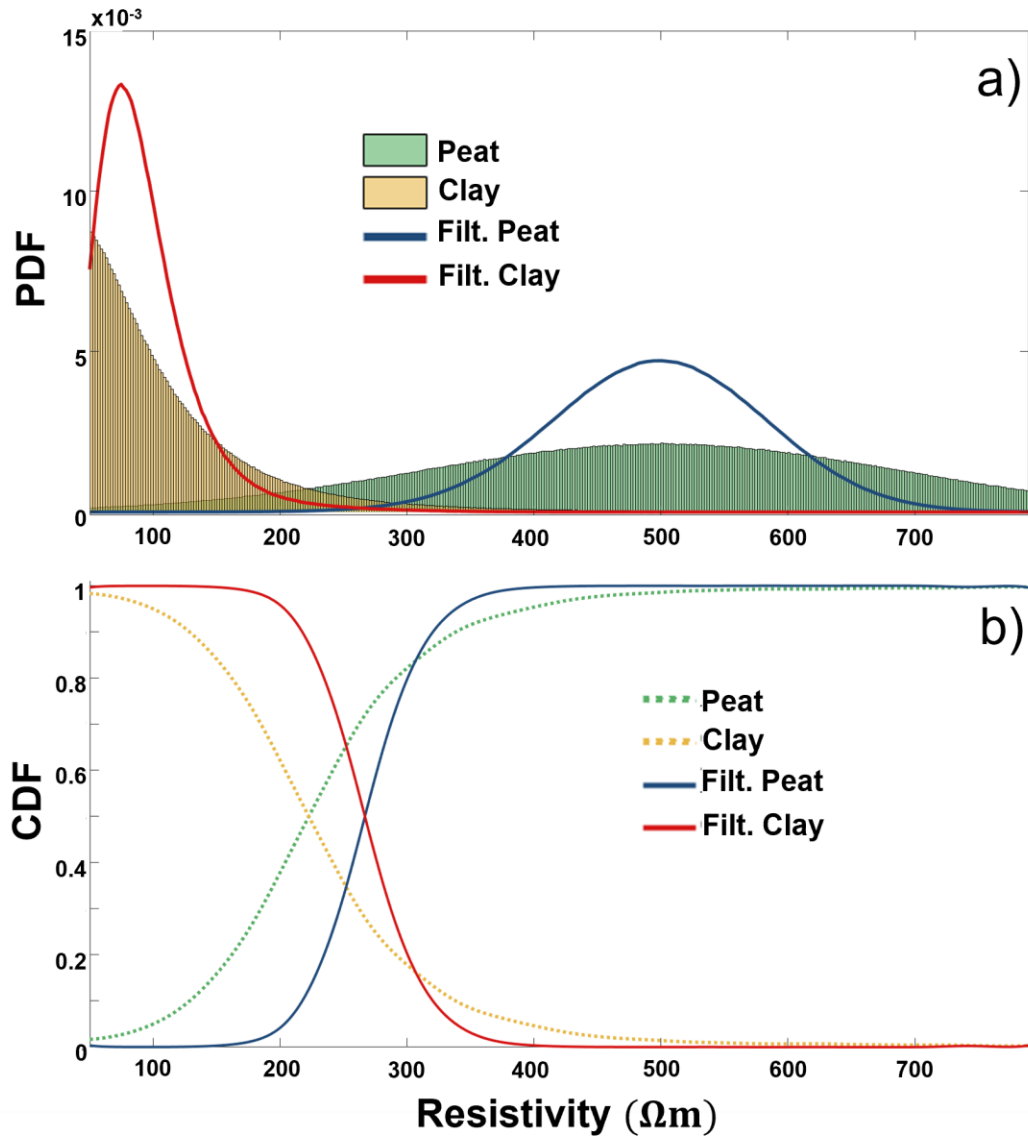 x10-3
15
a)
Peat
Clay
Filt. Peat
Filt. Clay
10
5
0
PDF
100 200 300 400 500 600 700
1
b)
0.8
Peat
Clay
0.6
Filt. Peat
Filt. Clay
0.4
0.2
0
CDF
100 200 300 400 500 600 700
Resistivity (Ωm)